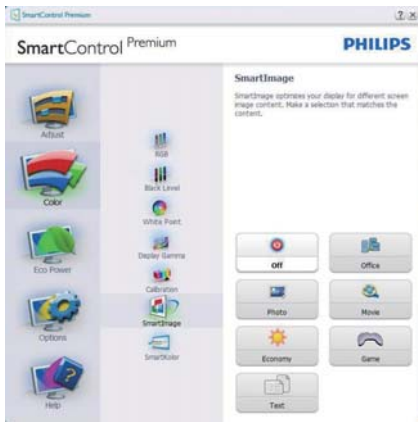 SmartControl Premium
SmartControl Premium
PHILIPS
Adjust
Color
Eco Power
Options
Help
RGB
Black Level
White Point
Display Gamma
Calibration
SmartImage
SmartKolor
SmartImage
SmartImage optimizes your display for different screen
image content. Make a selection that matches the
content.
Off
Office
Photo
Movie
Economy
Game
Text